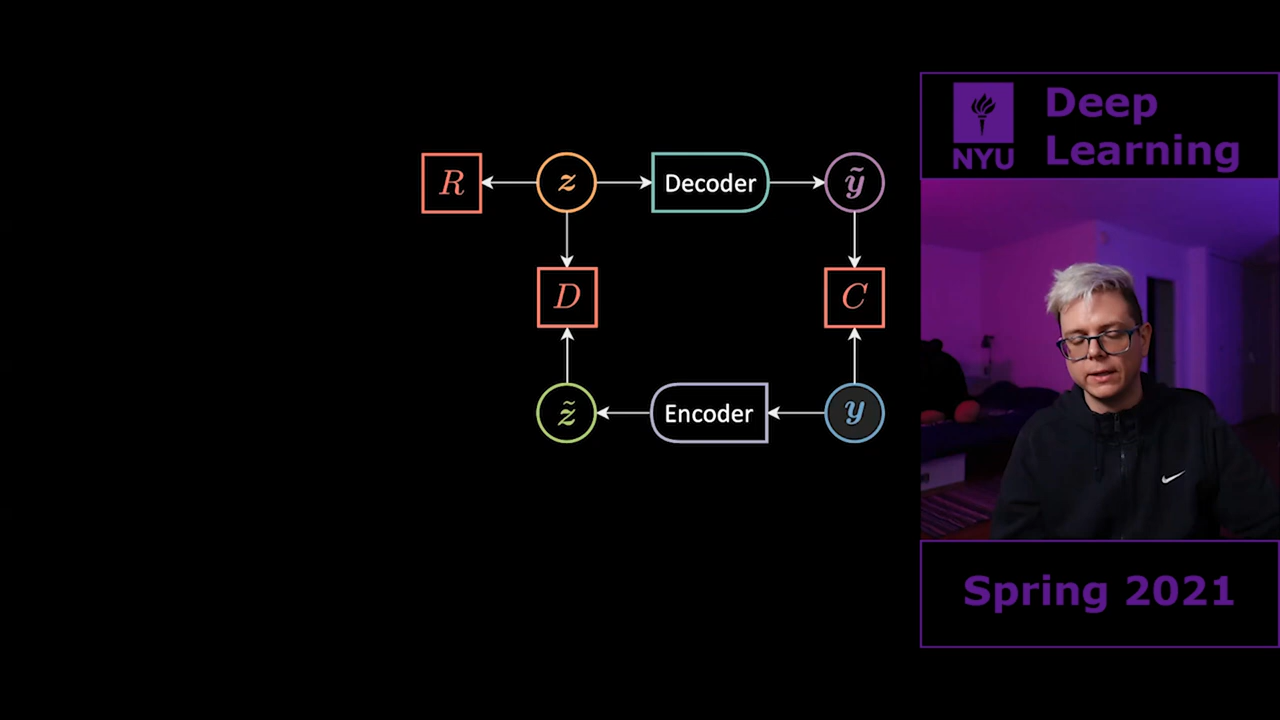 R z Decoder ỹ
D C
z̃ Encoder y
NYU
Deep
Learning
Spring 2021